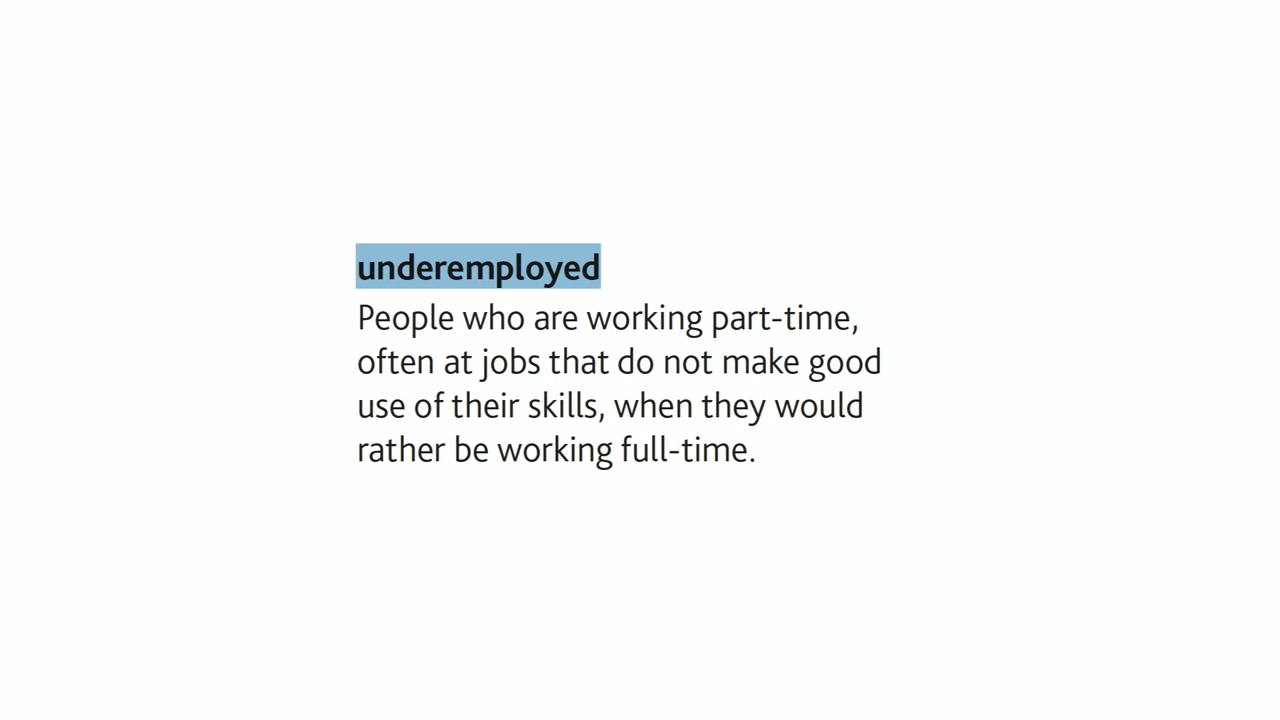 underemployed
People who are working part-time,
often at jobs that do not make good
use of their skills, when they would
rather be working full-time.